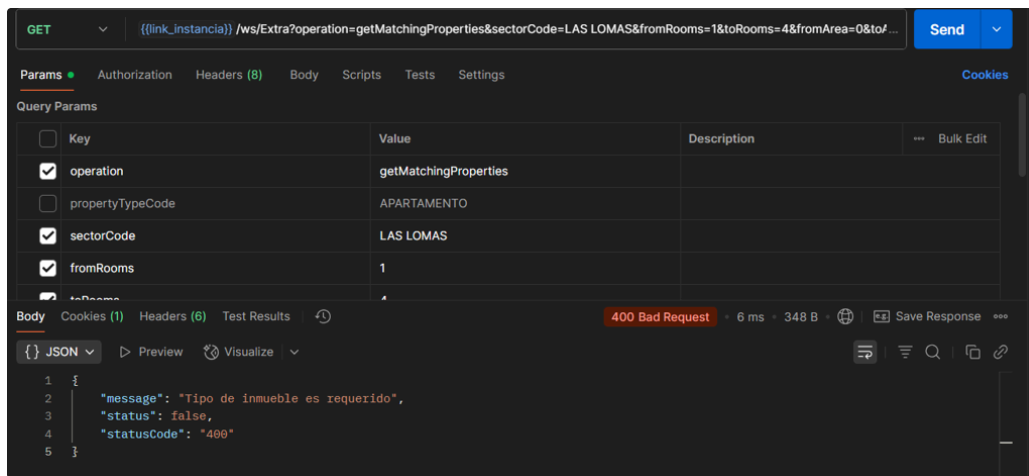 GET {{link_instancia}} /ws/Extra?operation=getMatchingProperties&sectorCode=LAS LOMAS&fromRooms=1&toRooms=4&fromArea=0&to... Send
Params Authorization Headers (8) Body Scripts Tests Settings Cookies
Query Params
Key Value Description ••• Bulk Edit
operation getMatchingProperties
propertyTypeCode APARTAMENTO
sectorCode LAS LOMAS
fromRooms 1
toRooms 4
Body Cookies (1) Headers (6) Test Results 400 Bad Request • 6 ms • 348 B • Save Response •••
{} JSON Preview Visualize
1 {
2 "message": "Tipo de inmueble es requerido",
3 "status": false,
4 "statusCode": "400"
5 }